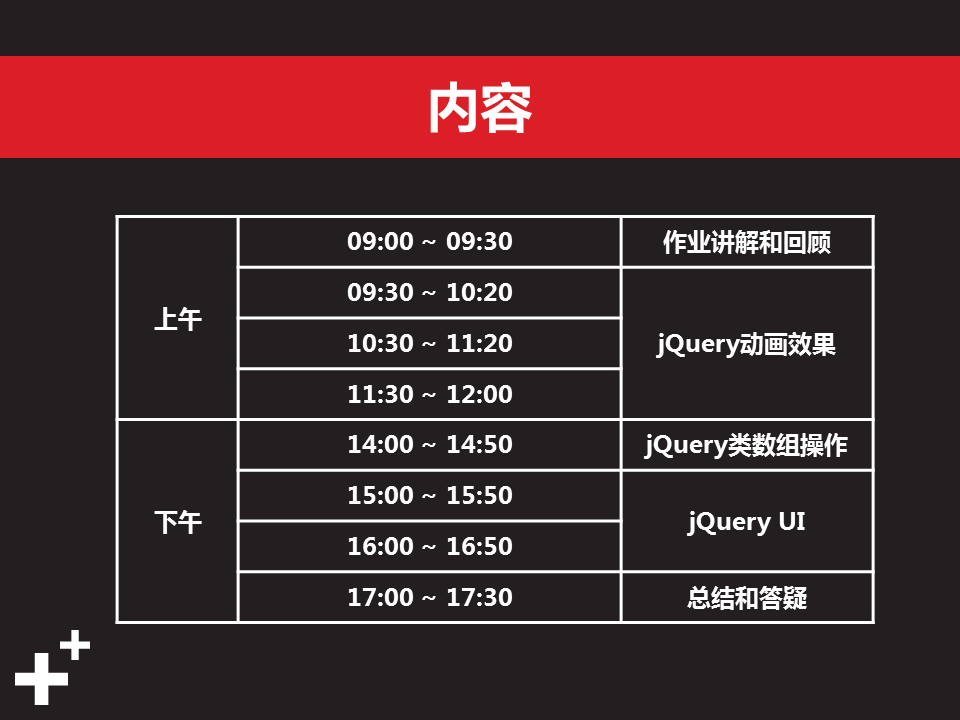 内容
上午
09:00 ~ 09:30
作业讲解和回顾
09:30 ~ 10:20
10:30 ~ 11:20
11:30 ~ 12:00
jQuery动画效果
下午
14:00 ~ 14:50
jQuery类数组操作
15:00 ~ 15:50
16:00 ~ 16:50
jQuery UI
17:00 ~ 17:30
总结和答疑